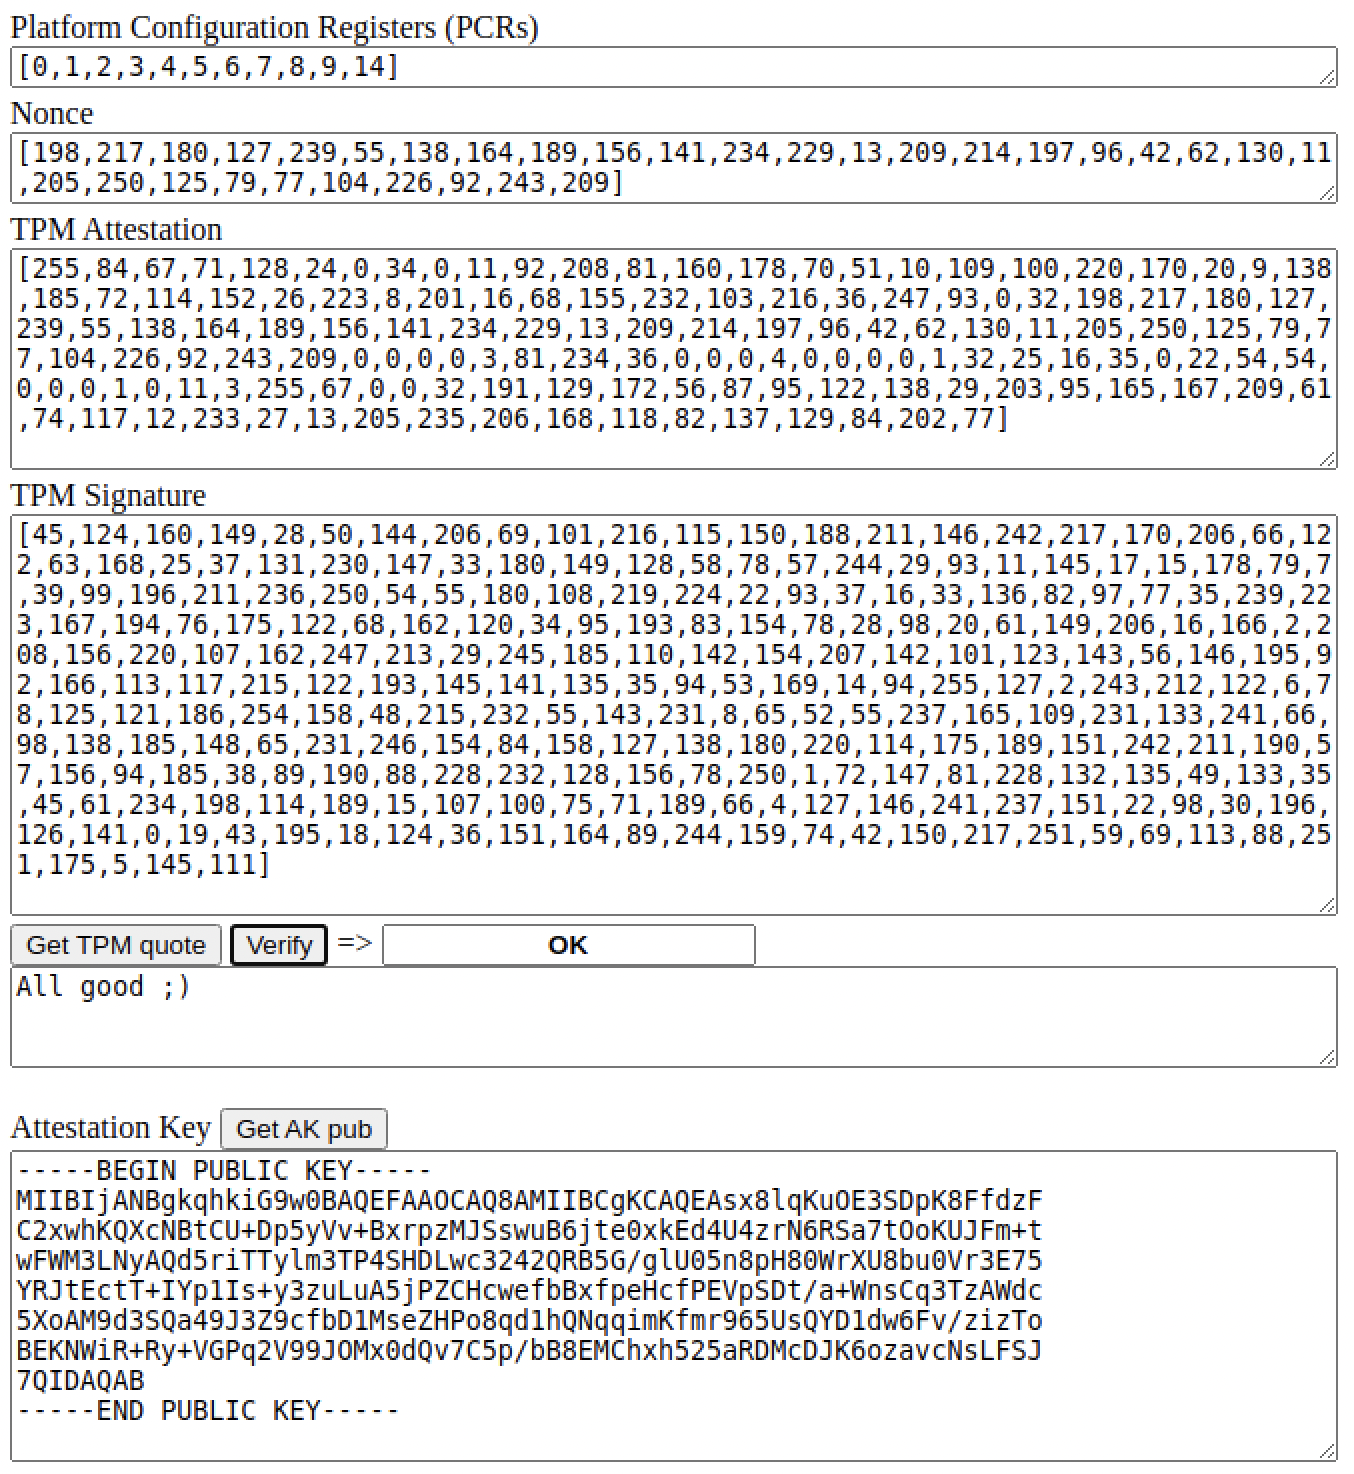 Platform Configuration Registers (PCRs)
[0,1,2,3,4,5,6,7,8,9,14]
Nonce
[198,217,180,127,239,55,138,164,189,156,141,234,229,13,209,214,197,96,42,62,130,11
,205,250,125,79,77,104,226,92,243,209]
TPM Attestation
[255,84,67,71,128,24,0,34,0,11,92,208,81,160,178,70,51,10,109,100,220,170,20,9,138
,185,72,114,152,26,223,8,201,16,68,155,232,103,216,36,247,93,0,32,198,217,180,127,
239,55,138,164,189,156,141,234,229,13,209,214,197,96,42,62,130,11,205,250,125,79,7
7,104,226,92,243,209,0,0,0,0,3,81,234,36,0,0,0,4,0,0,0,0,1,32,25,16,35,0,22,54,54,
0,0,0,1,0,11,3,255,67,0,0,32,191,129,172,56,87,95,122,138,29,203,95,165,167,209,61
,74,117,12,233,27,13,205,235,206,168,118,82,137,129,84,202,77]
TPM Signature
[45,124,160,149,28,50,144,206,69,101,216,115,150,188,211,146,242,217,170,206,66,12
2,63,168,25,37,131,230,147,33,180,149,128,58,78,57,244,29,93,11,145,17,15,178,79,7
,39,99,196,211,236,250,54,55,180,108,219,224,22,93,37,16,33,136,82,97,77,35,239,22
3,167,194,76,175,122,68,162,120,34,95,193,83,154,78,28,98,20,61,149,206,16,166,2,2
08,156,220,107,162,247,213,29,245,185,110,142,154,207,142,101,123,143,56,146,195,9
2,166,113,117,215,122,193,145,141,135,35,94,53,169,14,94,255,127,2,243,212,122,6,7
8,125,121,186,254,158,48,215,232,55,143,231,8,65,52,55,237,165,109,231,133,241,66,
98,138,185,148,65,231,246,154,84,158,127,138,180,220,114,175,189,151,242,211,190,5
7,156,94,185,38,89,190,88,228,232,128,156,78,250,1,72,147,81,228,132,135,49,133,35
,45,61,234,198,114,189,15,107,100,75,71,189,66,4,127,146,241,237,151,22,98,30,196,
126,141,0,19,43,195,18,124,36,151,164,89,244,159,74,42,150,217,251,59,69,113,88,25
1,175,5,145,111]
Get TPM quote Verify => OK
All good ;)
Attestation Key Get AK pub
-----BEGIN PUBLIC KEY-----
MIIBIjANBgkqhkiG9w0BAQEFAAOCAQ8AMIIBCgKCAQEAsx8lqKuOE3SDpK8FfdzF
C2xwhKQXcNBtCU+Dp5yVv+BxrpzMJSswuB6jte0xkEd4U4zrN6RSa7tOoKUJFm+t
wFWM3LNyAQd5riTTylm3TP4SHDLwc3242QRB5G/glU05n8pH80WrXU8bu0Vr3E75
YRJtEctT+IYp1Is+y3zuLuA5jPZCHcwefbBxfpeHcfPEVpSDt/a+WnsCq3TzAWdc
5XoAM9d3SQa49J3Z9cfbD1MseZHPo8qd1hQNqqimKfmr965UsQYD1dw6Fv/zizTo
BEKNWiR+Ry+VGPq2V99JOMx0dQv7C5p/bB8EMChxh525aRDMcDJK6ozavcNsLFSJ
7QIDAQAB
-----END PUBLIC KEY-----